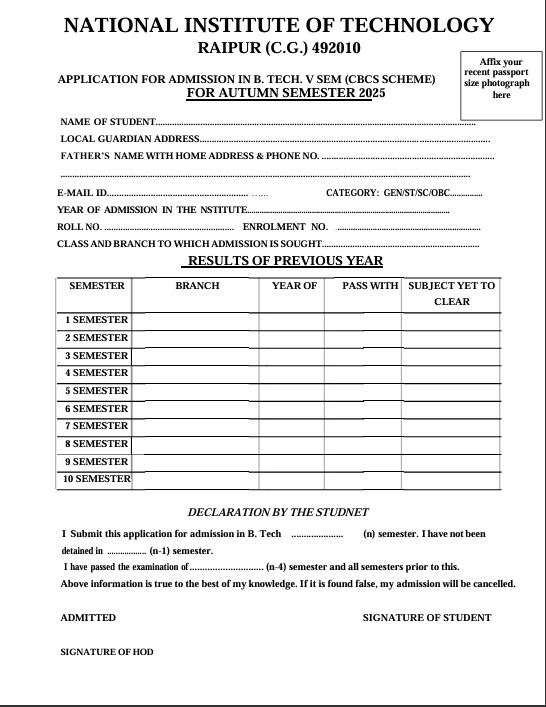 NATIONAL INSTITUTE OF TECHNOLOGY
RAIPUR (C.G.) 492010
Affix your
recent passport
size photograph
here
APPLICATION FOR ADMISSION IN B. TECH. V SEM (CBCS SCHEME)
FOR AUTUMN SEMESTER 2025
NAME OF STUDENT..............................................................................................................
LOCAL GUARDIAN ADDRESS....................................................................................................
FATHER'S NAME WITH HOME ADDRESS & PHONE NO. ............................................................
..............................................................................................................................................
E-MAIL ID................................................. ...... CATEGORY: GEN/ST/SC/OBC..............
YEAR OF ADMISSION IN THE NSTITUTE......................................................................
ROLL NO. .............................................. ENROLMENT NO. ..................................................
CLASS AND BRANCH TO WHICH ADMISSION IS SOUGHT.......................................................
RESULTS OF PREVIOUS YEAR
SEMESTER BRANCH YEAR OF PASS WITH SUBJECT YET TO
CLEAR
1 SEMESTER
2 SEMESTER
3 SEMESTER
4 SEMESTER
5 SEMESTER
6 SEMESTER
7 SEMESTER
8 SEMESTER
9 SEMESTER
10 SEMESTER
DECLARATION BY THE STUDNET
I Submit this application for admission in B. Tech ..................... (n) semester. I have not been
detained in ................. (n-1) semester.
I have passed the examination of ............................ (n-4) semester and all semesters prior to this.
Above information is true to the best of my knowledge. If it is found false, my admission will be cancelled.
ADMITTED SIGNATURE OF STUDENT
SIGNATURE OF HOD